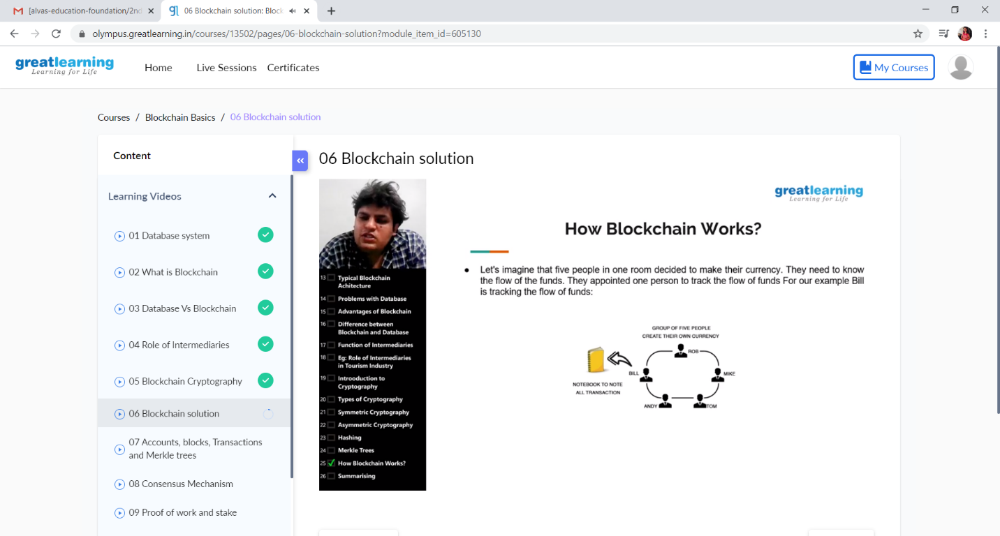 [alvas-education-foundation/2nd
06 Blockchain solution: Block
olympus.greatlearning.in/courses/13502/pages/06-blockchain-solution?module_item_id=605130
greatlearning
Learning for Life
Home
Live Sessions
Certificates
My Courses
Courses / Blockchain Basics / 06 Blockchain solution
Content
Learning Videos
01 Database system
02 What is Blockchain
03 Database Vs Blockchain
04 Role of Intermediaries
05 Blockchain Cryptography
06 Blockchain solution
07 Accounts, blocks, Transactions
and Merkle trees
08 Consensus Mechanism
09 Proof of work and stake
06 Blockchain solution
13 Typical Blockchain
Achitecture
14 Problems with Database
15 Advantages of Blockchain
16 Difference between
Blockchain and Database
17 Function of Intermediaries
18 Eg: Role of Intermediaries
in Tourism Industry
19 Introoduction to
Cryptography
20 Types of Cryptography
21 Symmetric Cryptography
22 Asymmetric Cryptography
23 Hashing
24 Merkle Trees
25 How Blockchain Works?
26 Summarising
greatlearning
Learning for Life
How Blockchain Works?
• Let's imagine that five people in one room decided to make their currency. They need to know
the flow of the funds. They appointed one person to track the flow of funds For our example Bill
is tracking the flow of funds:
GROUP OF FIVE PEOPLE
CREATE THEIR OWN CURRENCY
ROB
BILL
MIKE
NOTEBOOK TO NOTE
ALL TRANSACTION
ANDY
TOM